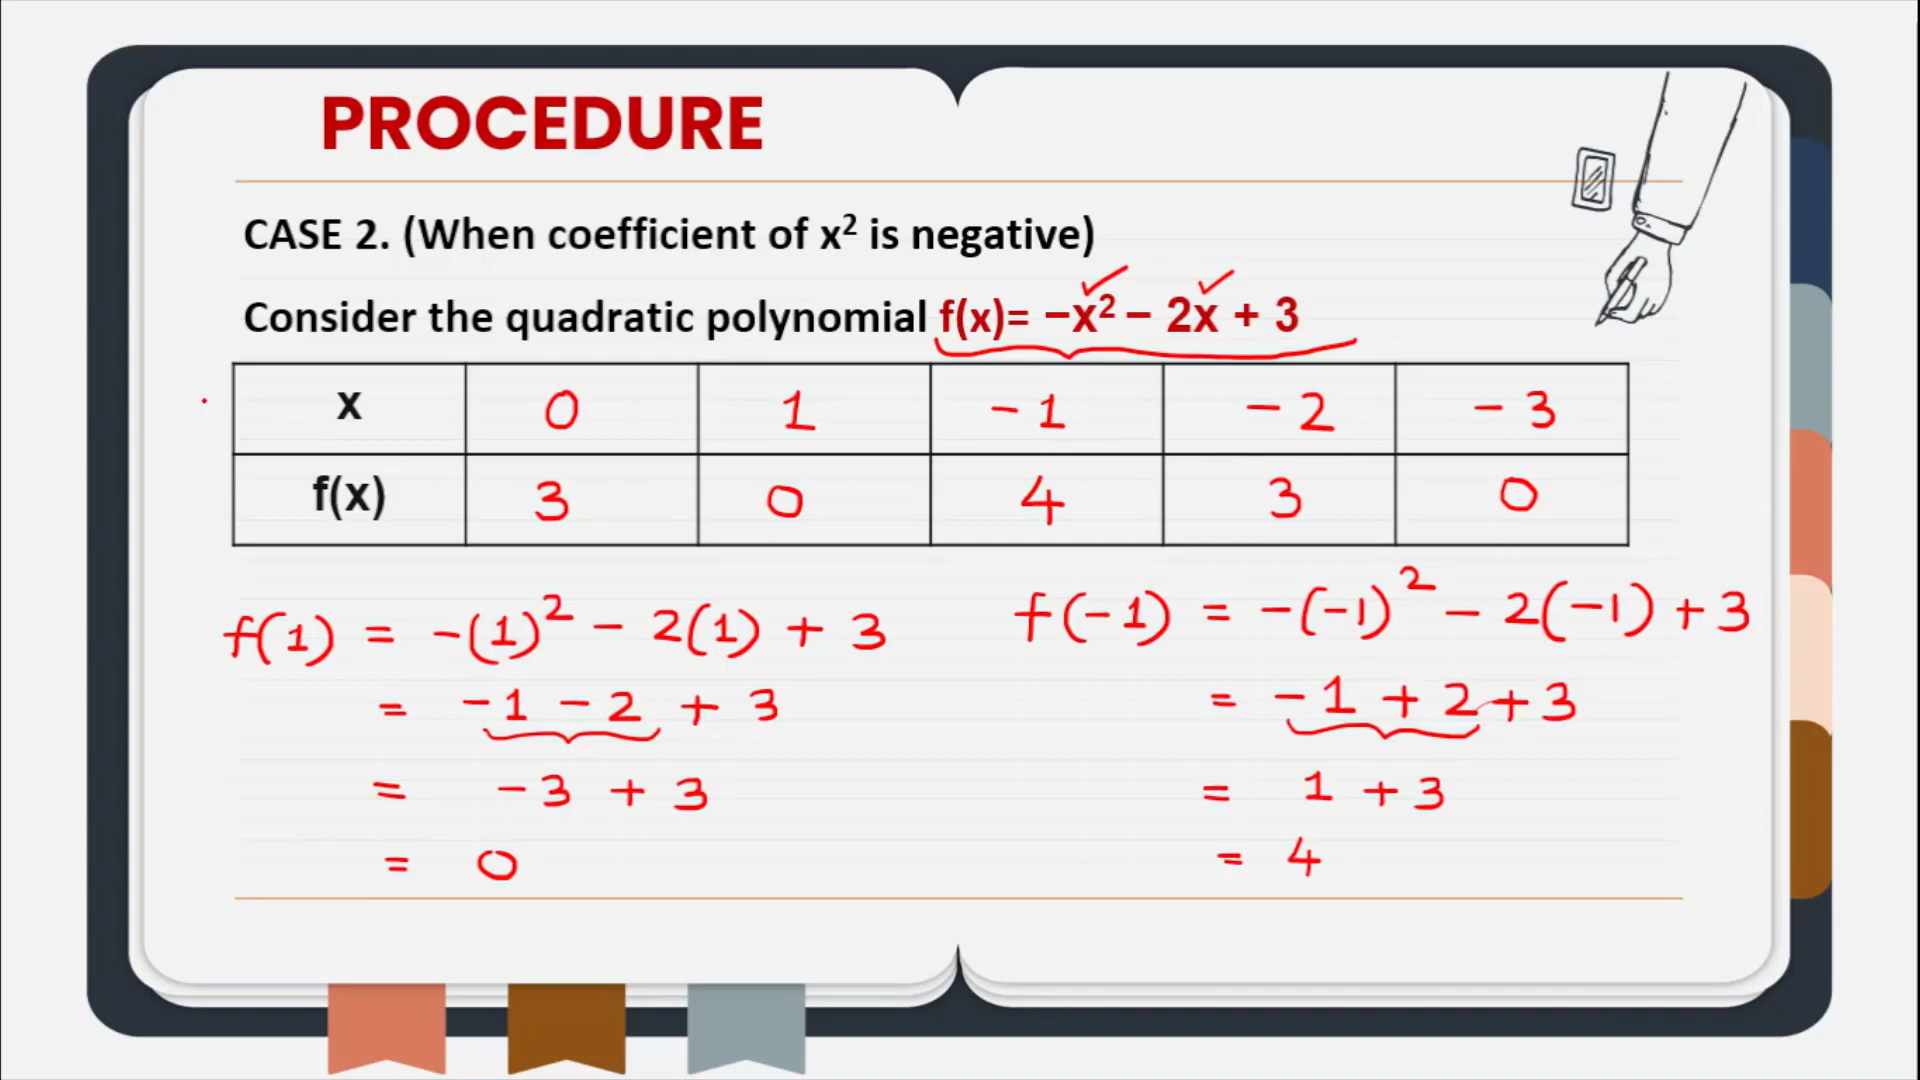 PROCEDURE
CASE 2. (When coefficient of x² is negative)
Consider the quadratic polynomial f(x)= −x² − 2x + 3
x 0 1 -1 -2 -3
f(x) 3 0 4 3 0
f(1) = -(1)² - 2(1) + 3
= -1 - 2 + 3
= -3 + 3
= 0
f(-1) = -(-1)² - 2(-1) + 3
= -1 + 2 + 3
= 1 + 3
= 4